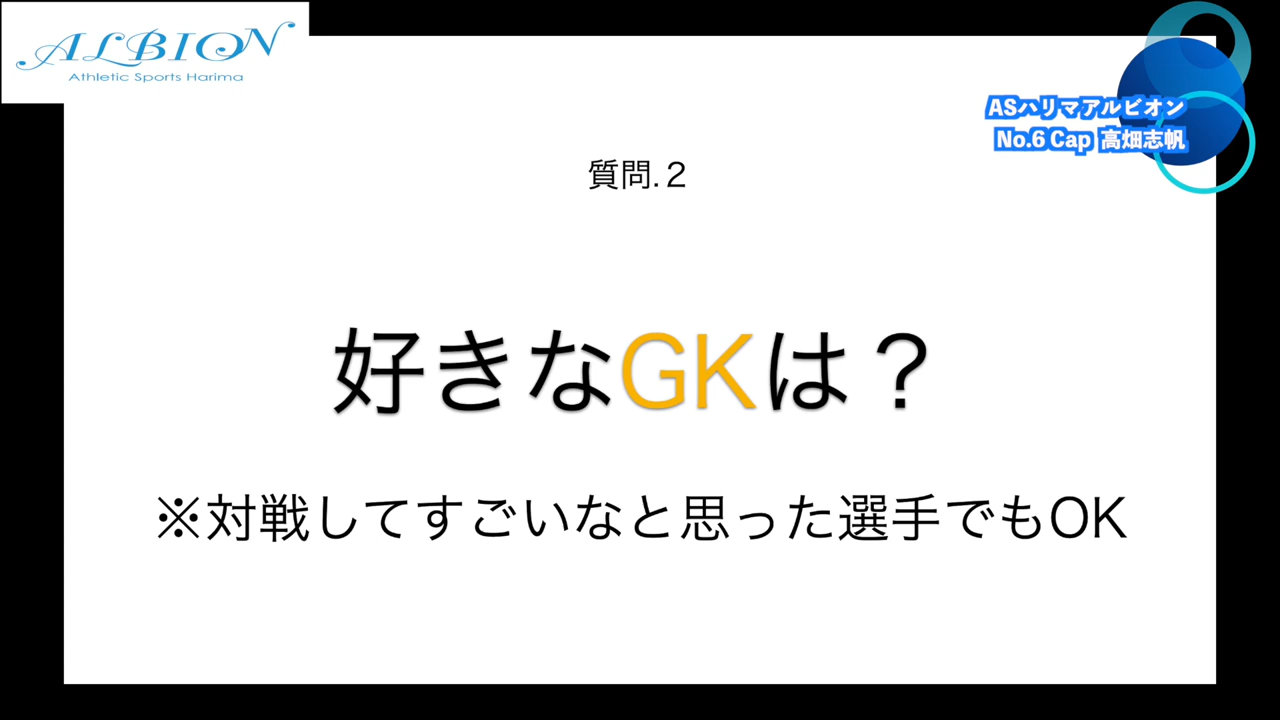 ALBION
Athletic Sports Harima
ASハリマアルビオン
No.6 Cap 高畑志帆
質問.２
好きなGKは？
※対戦してすごいなと思った選手でもOK